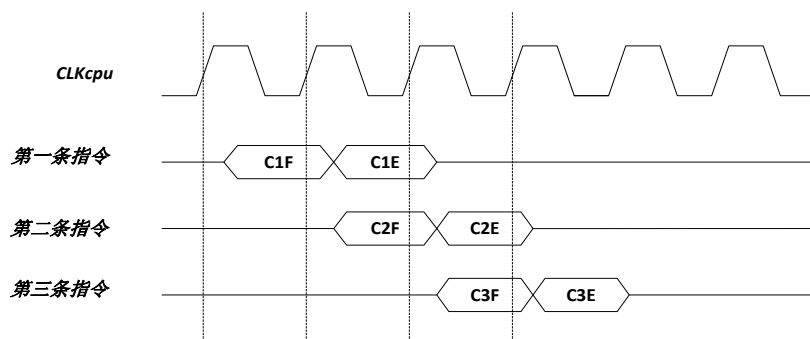 CLKcpu
第一条指令
C1F
C1E
第二条指令
C2F
C2E
第三条指令
C3F
C3E